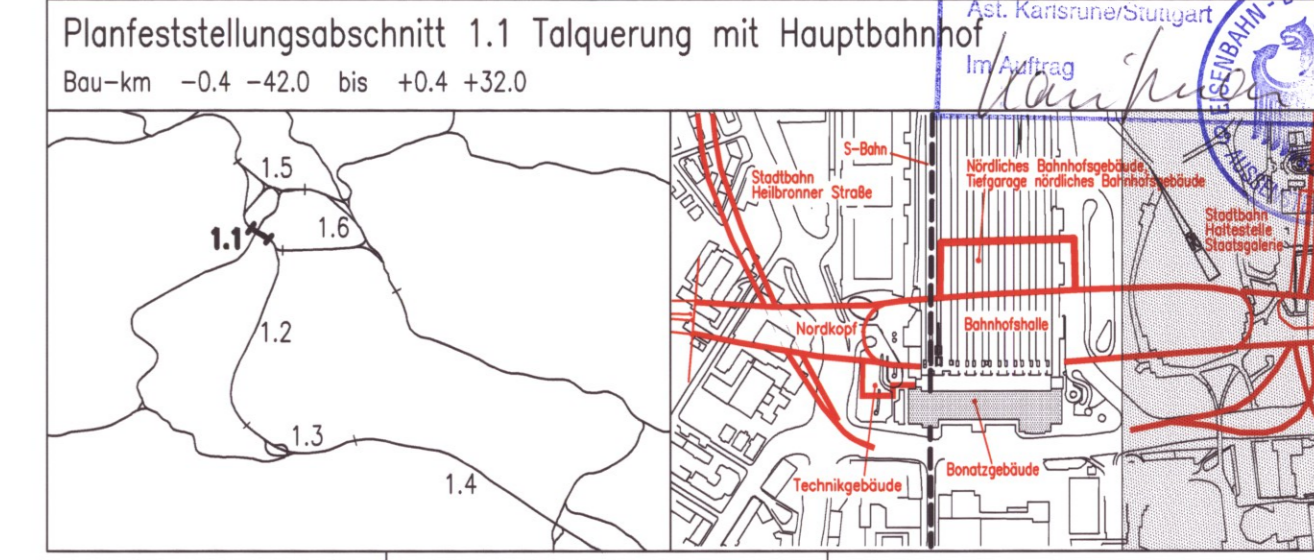 Planfeststellungsabschnitt 1.1 Talquerung mit Hauptbahnhof
Bau-km -0.4 -42.0 bis +0.4 +32.0
Ast. Karlsruhe/Stuttgart
Im Auftrag
EISENBAHN-
1.5
1.6
1.1
1.2
1.3
1.4
S-Bahn
Nördliches Bahnhofsgebäude,
Tiefgarage nördliches Bahnhofsgebäude
Stadtbahn
Heilbronner Straße
Stadtbahn
Haltestelle
Staatsgalerie
Nordkopf
Bahnhofshalle
Technikgebäude
Bonatzgebäude